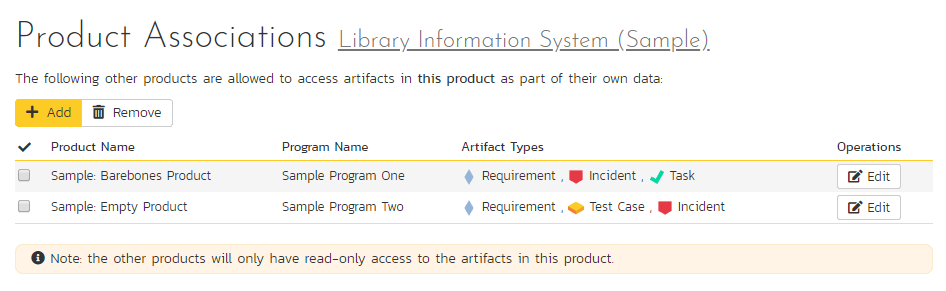 Product Associations Library Information System (Sample)
The following other products are allowed to access artifacts in this product as part of their own data:
Add Remove
Product Name Program Name Artifact Types Operations
Sample: Barebones Product Sample Program One Requirement , Incident , Task Edit
Sample: Empty Product Sample Program Two Requirement , Test Case , Incident Edit
Note: the other products will only have read-only access to the artifacts in this product.